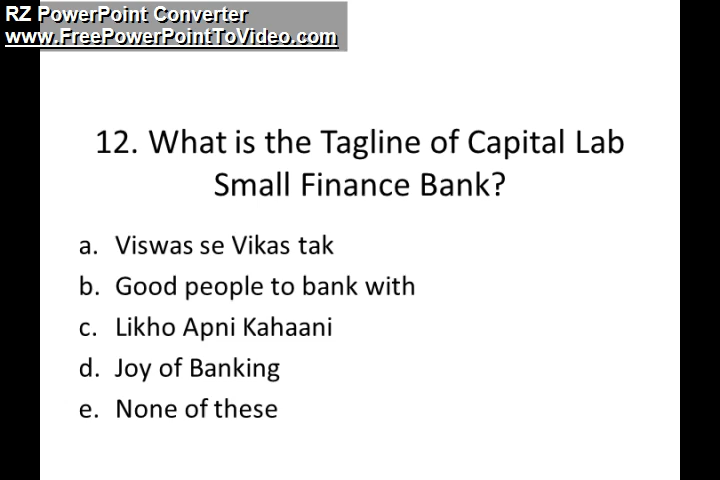 RZ PowerPoint Converter
www.FreePowerPointToVideo.com
12. What is the Tagline of Capital Lab
Small Finance Bank?
a. Viswas se Vikas tak
b. Good people to bank with
c. Likho Apni Kahaani
d. Joy of Banking
e. None of these